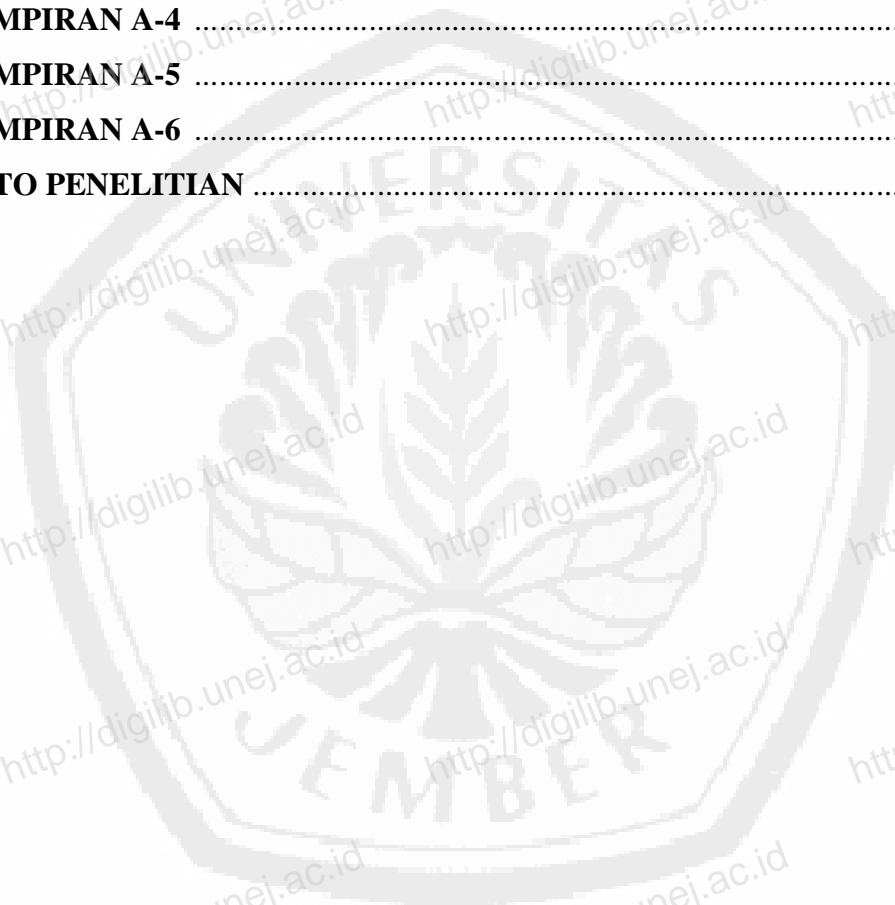 MPIRAN A-4 ....................
MPIRAN A-5 ....................
MPIRAN A-6 ....................
TO PENELITIAN ....................
UNIVERSITAS
JEMBER
http://digilib.unej.ac.id
http://digilib.unej.ac.id
http://digilib.unej.ac.id
http://digilib.unej.ac.id
http://digilib.unej.ac.id
http://digilib.unej.ac.id
http://digilib.unej.ac.id
http://digilib.unej.ac.id